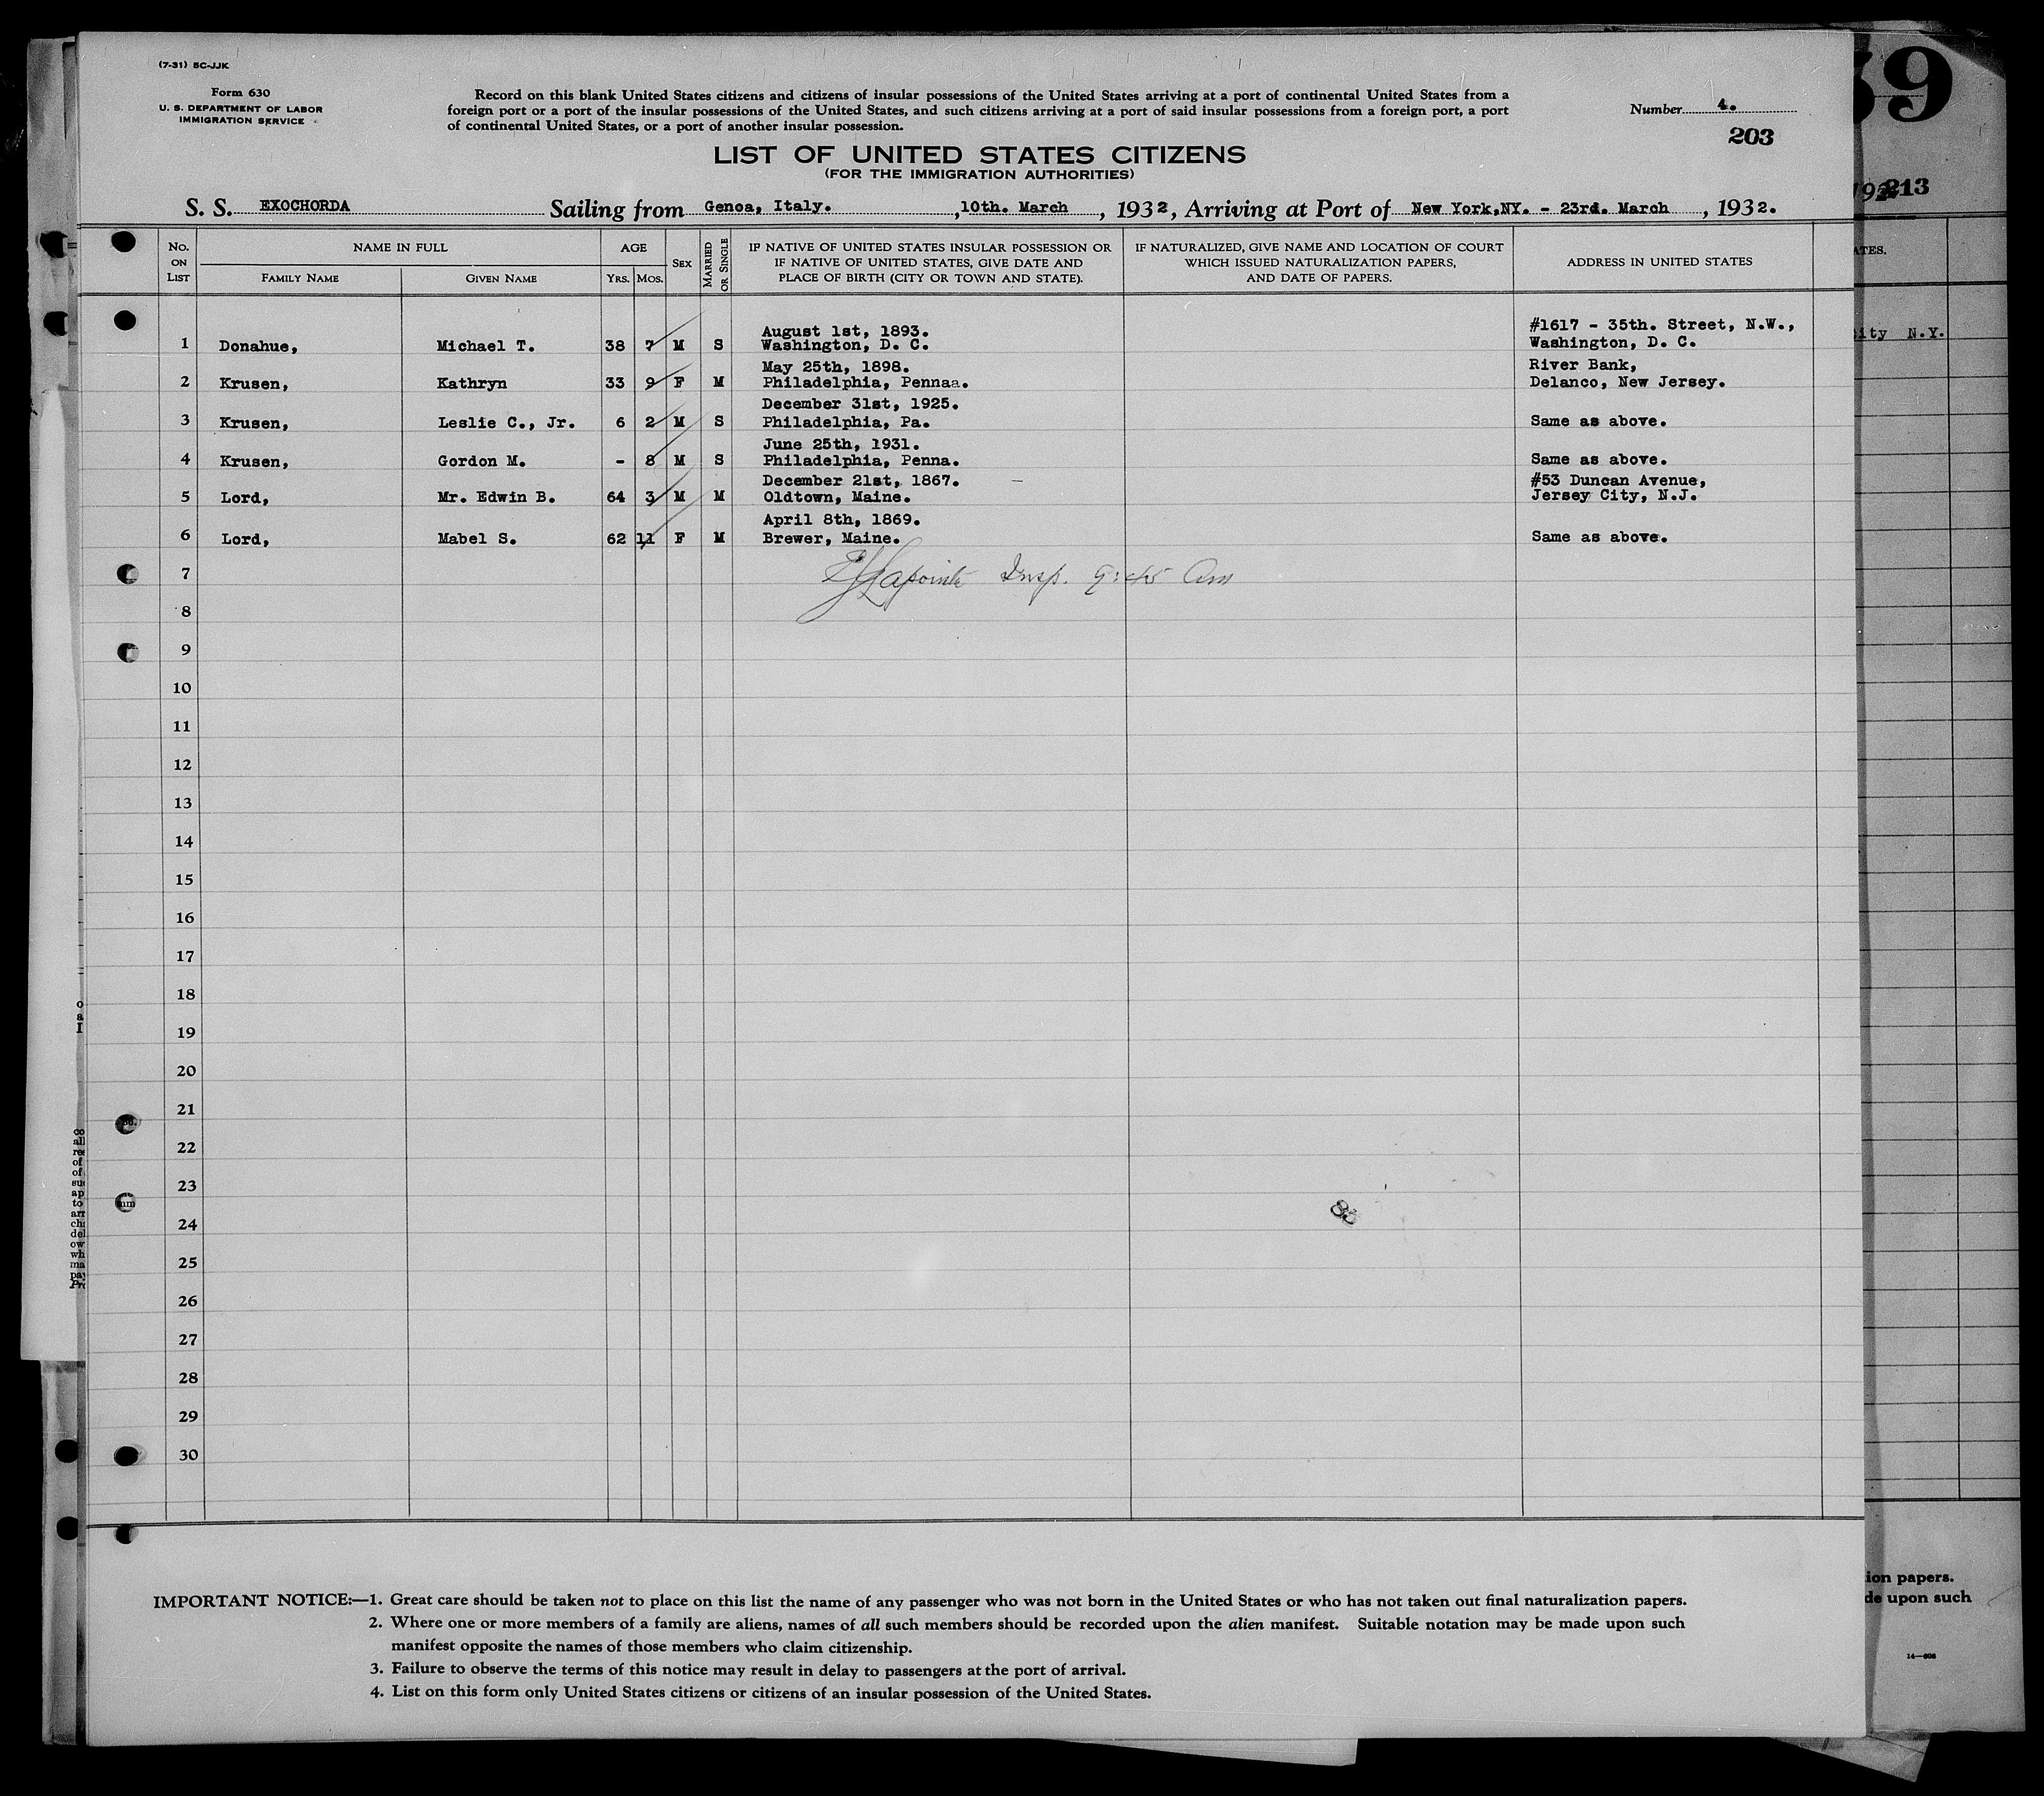 (7-31) 5C-JJK
Form 630
U. S. DEPARTMENT OF LABOR
IMMIGRATION SERVICE
Record on this blank United States citizens and citizens of insular possessions of the United States arriving at a port of continental United States from a
foreign port or a port of the insular possessions of the United States, and such citizens arriving at a port of said insular possessions from a foreign port, a port
of continental United States, or a port of another insular possession.
Number 4.
203
LIST OF UNITED STATES CITIZENS
(FOR THE IMMIGRATION AUTHORITIES)
S. S. EXOCHORDA Sailing from Genoa, Italy. , 10th. March , 1932, Arriving at Port of New York,NY. - 23rd. March , 1932.
No. ON LIST NAME IN FULL FAMILY NAME GIVEN NAME AGE YRS. MOS. SEX MARRIED OR SINGLE
IF NATIVE OF UNITED STATES INSULAR POSSESSION OR
IF NATIVE OF UNITED STATES, GIVE DATE AND
PLACE OF BIRTH (CITY OR TOWN AND STATE).
IF NATURALIZED, GIVE NAME AND LOCATION OF COURT
WHICH ISSUED NATURALIZATION PAPERS,
AND DATE OF PAPERS.
ADDRESS IN UNITED STATES
August 1st, 1893. #1617 - 35th. Street, N.W.,
1 Donahue, Michael T. 38 7 M S Washington, D. C. Washington, D. C.
May 25th, 1898. River Bank,
2 Krusen, Kathryn 33 9 F M Philadelphia, Pennaa. Delanco, New Jersey.
December 31st, 1925.
3 Krusen, Leslie C., Jr. 6 2 M S Philadelphia, Pa. Same as above.
June 25th, 1931.
4 Krusen, Gordon M. - 8 M S Philadelphia, Penna. Same as above.
December 21st, 1867. #53 Duncan Avenue,
5 Lord, Mr. Edwin B. 64 3 M M Oldtown, Maine. Jersey City, N.J.
April 8th, 1869.
6 Lord, Mabel S. 62 11 F M Brewer, Maine. Same as above.
7 Lapointe Insp. 9:45 Am
8
9
10
11
12
13
14
15
16
17
18
19
20
21
22
23
24
25
26
27
28
29
30
IMPORTANT NOTICE:—1. Great care should be taken not to place on this list the name of any passenger who was not born in the United States or who has not taken out final naturalization papers.
2. Where one or more members of a family are aliens, names of all such members should be recorded upon the alien manifest. Suitable notation may be made upon such
manifest opposite the names of those members who claim citizenship.
3. Failure to observe the terms of this notice may result in delay to passengers at the port of arrival.
4. List on this form only United States citizens or citizens of an insular possession of the United States.
9
213
ATES.
ity N.Y.
ion papers.
de upon such